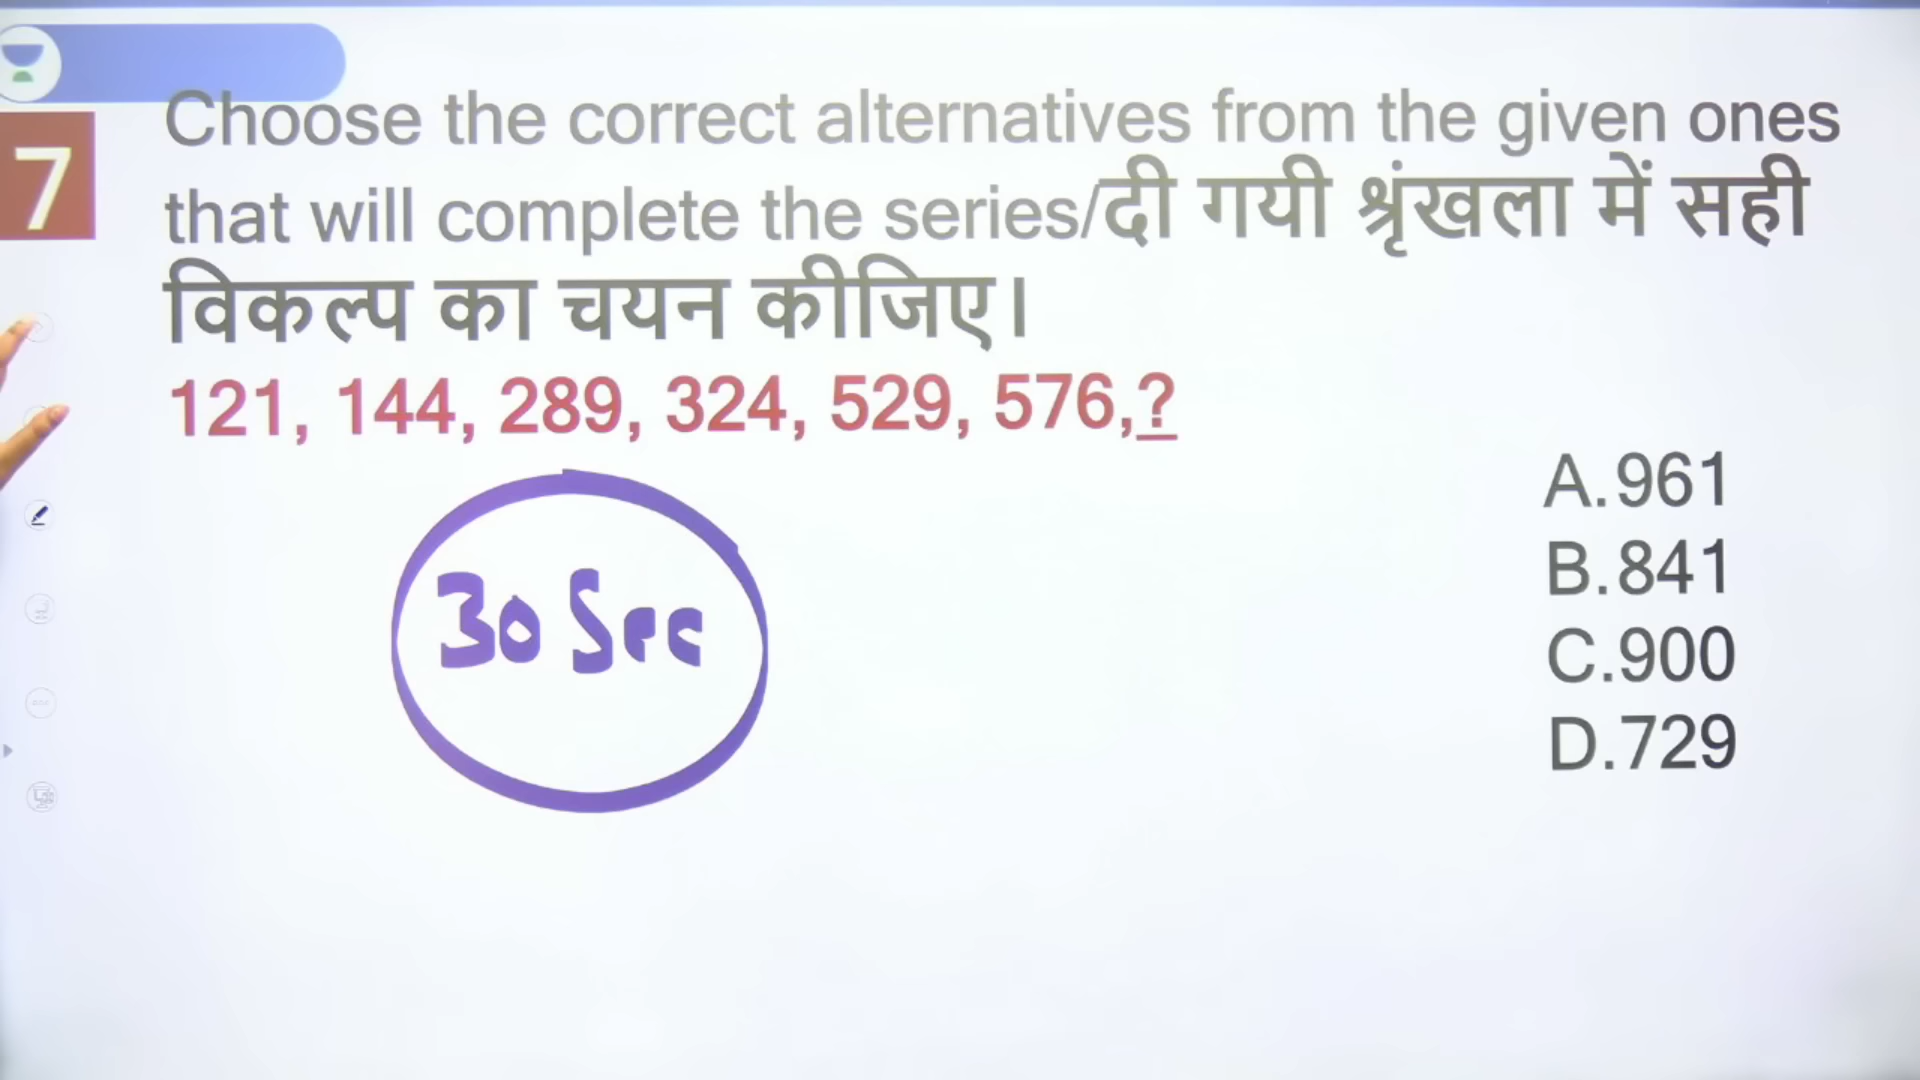 7
Choose the correct alternatives from the given ones
that will complete the series/दी गयी श्रृंखला में सही
विकल्प का चयन कीजिए।
121, 144, 289, 324, 529, 576,?
A.961
B.841
C.900
D.729
30 Sec